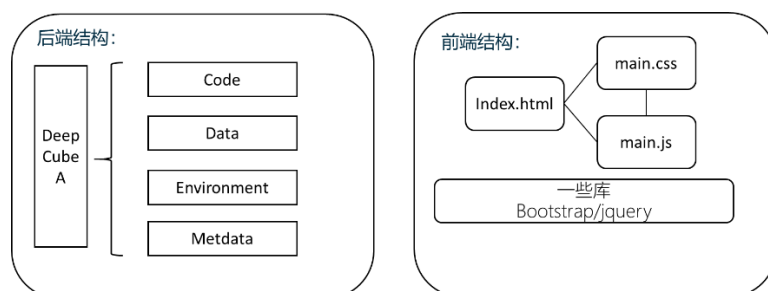 后端结构：
Deep
Cube
A
Code
Data
Environment
Metdata
前端结构：
Index.html
main.css
main.js
一些库
Bootstrap/jquery